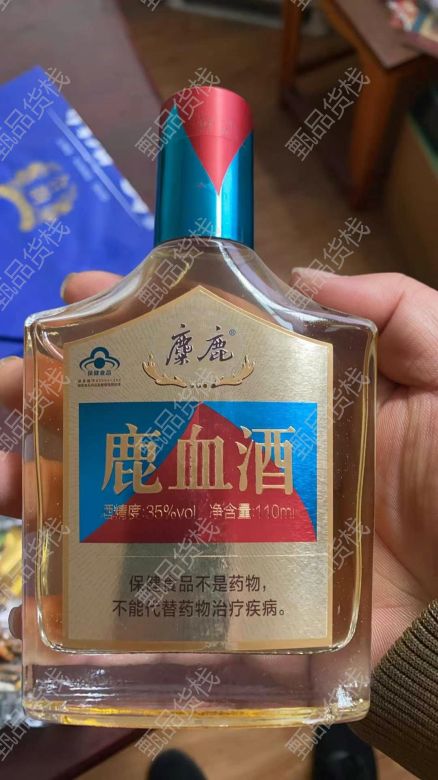 麋鹿®
保健食品
鹿血酒
酒精度:35%vol 净含量:110ml
保健食品不是药物，
不能代替药物治疗疾病。
甄品货栈